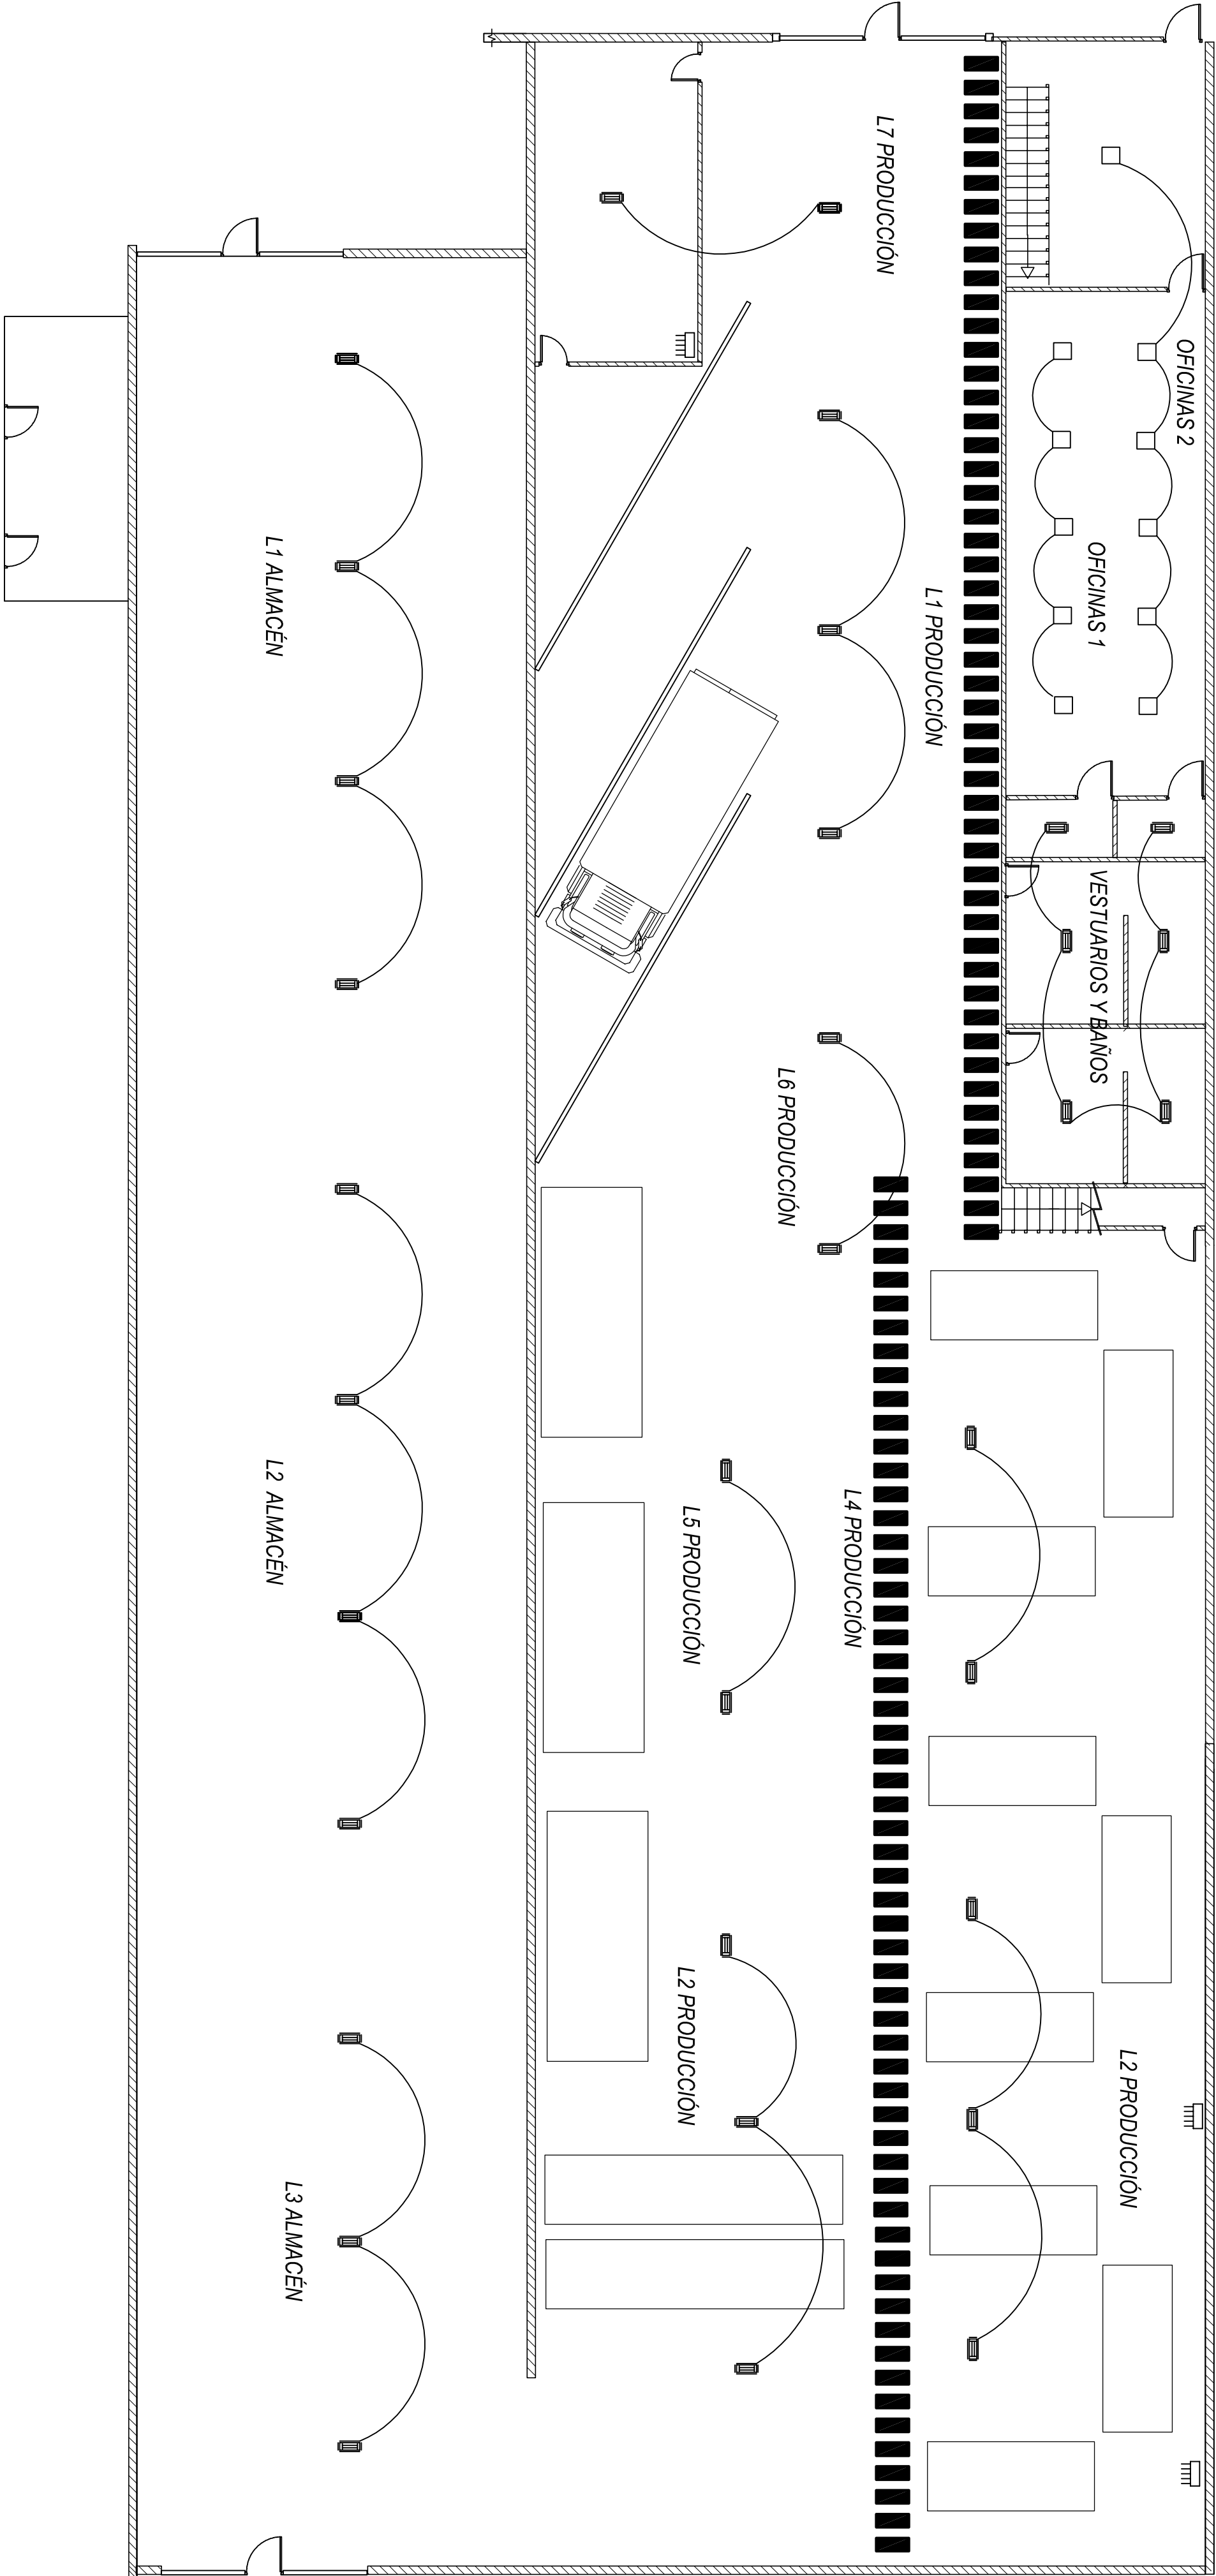 OFICINAS 2
OFICINAS 1
VESTUARIOS Y BAÑOS
L7 PRODUCCIÓN
L1 PRODUCCIÓN
L6 PRODUCCIÓN
L4 PRODUCCIÓN
L5 PRODUCCIÓN
L2 PRODUCCIÓN
L2 PRODUCCIÓN
L1 ALMACÉN
L2 ALMACÉN
L3 ALMACÉN